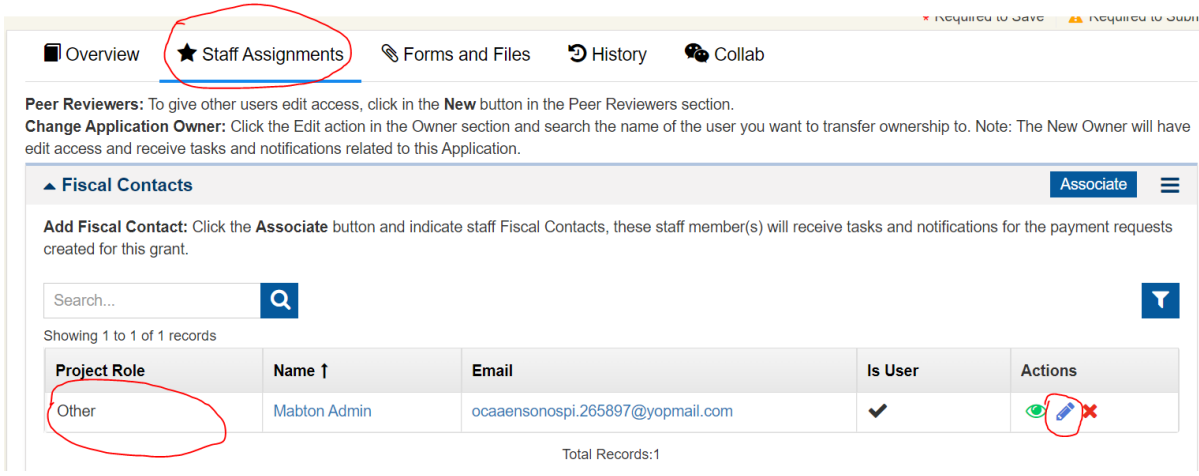 * Required to Save Required to Subm
Overview Staff Assignments Forms and Files History Collab
Peer Reviewers: To give other users edit access, click in the New button in the Peer Reviewers section.
Change Application Owner: Click the Edit action in the Owner section and search the name of the user you want to transfer ownership to. Note: The New Owner will have
edit access and receive tasks and notifications related to this Application.
Fiscal Contacts Associate
Add Fiscal Contact: Click the Associate button and indicate staff Fiscal Contacts, these staff member(s) will receive tasks and notifications for the payment requests
created for this grant.
Search...
Showing 1 to 1 of 1 records
Project Role Name ↑ Email Is User Actions
Other Mabton Admin ocaaensonospi.265897@yopmail.com
Total Records:1